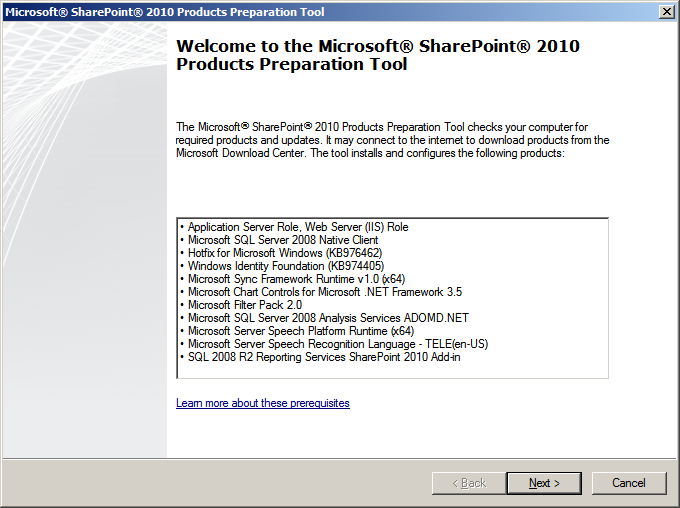 Microsoft® SharePoint® 2010 Products Preparation Tool
Welcome to the Microsoft® SharePoint® 2010
Products Preparation Tool
The Microsoft® SharePoint® 2010 Products Preparation Tool checks your computer for
required products and updates. It may connect to the internet to download products from the
Microsoft Download Center. The tool installs and configures the following products:
• Application Server Role, Web Server (IIS) Role
• Microsoft SQL Server 2008 Native Client
• Hotfix for Microsoft Windows (KB976462)
• Windows Identity Foundation (KB974405)
• Microsoft Sync Framework Runtime v1.0 (x64)
• Microsoft Chart Controls for Microsoft .NET Framework 3.5
• Microsoft Filter Pack 2.0
• Microsoft SQL Server 2008 Analysis Services ADOMD.NET
• Microsoft Server Speech Platform Runtime (x64)
• Microsoft Server Speech Recognition Language - TELE(en-US)
• SQL 2008 R2 Reporting Services SharePoint 2010 Add-in
Learn more about these prerequisites
< Back
Next >
Cancel